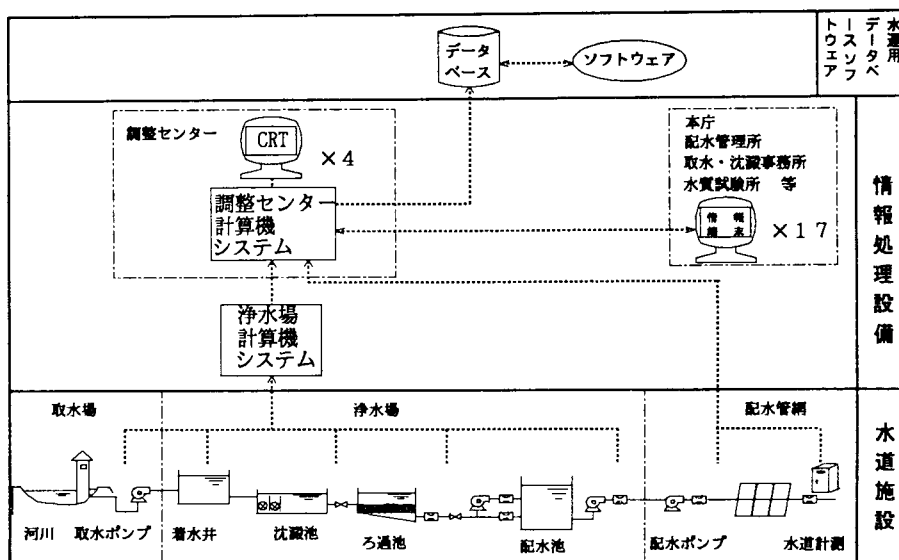 データ
ベース
ソフトウェア
水運用
データベ
ースソフ
トウェア
調整センター
CRT
×4
調整センター
計算機
システム
本庁
配水管理所
取水・沈澱事務所
水質試験所 等
情報
端末
×17
情報処理設備
浄水場
計算機
システム
取水場
浄水場
配水管網
水道施設
河川
取水ポンプ
着水井
沈澱池
ろ過池
配水池
配水ポンプ
水道計測